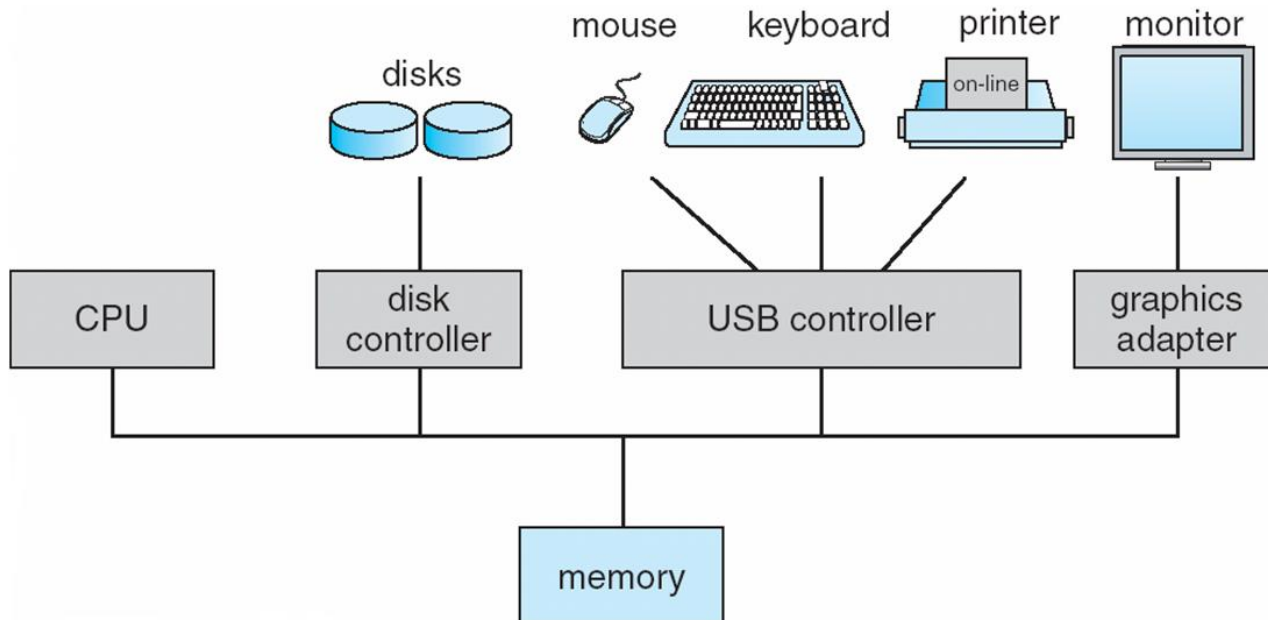 mouse
keyboard
printer
monitor
disks
on-line
CPU
disk
controller
USB controller
graphics
adapter
memory